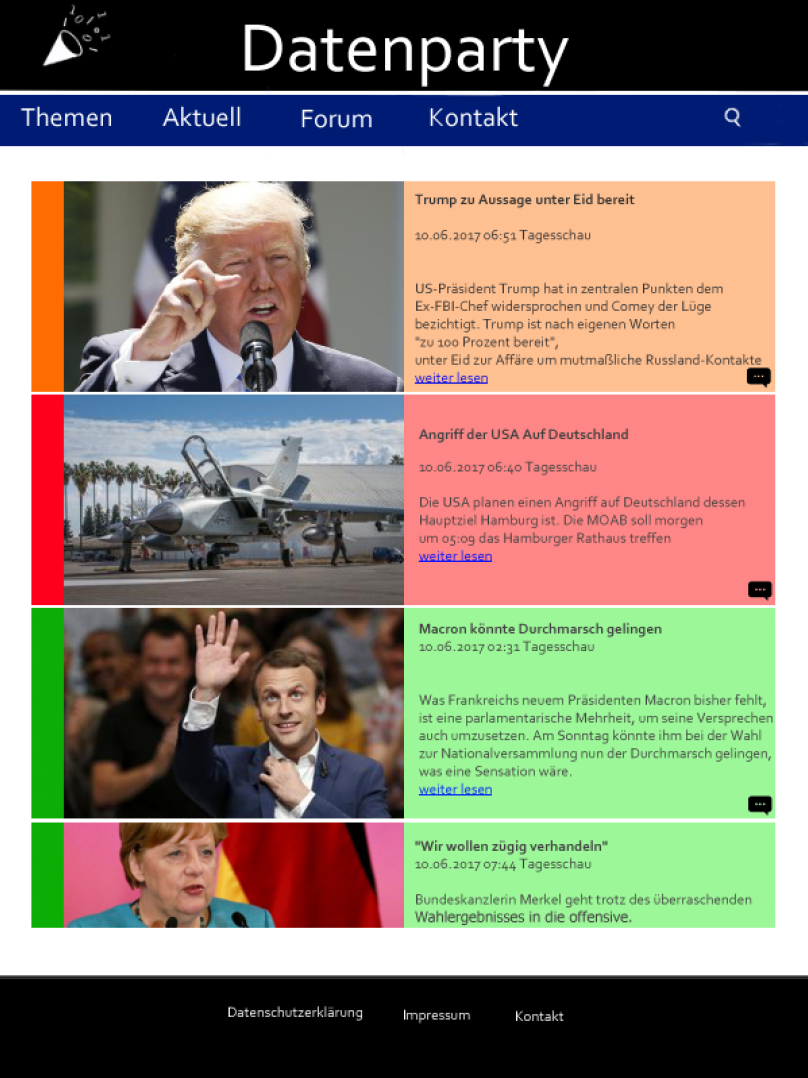 Datenparty
Themen Aktuell Forum Kontakt
Trump zu Aussage unter Eid bereit
10.06.2017 06:51 Tagesschau
US-Präsident Trump hat in zentralen Punkten dem
Ex-FBI-Chef widersprochen und Comey der Lüge
bezichtigt. Trump ist nach eigenen Worten
"zu 100 Prozent bereit",
unter Eid zur Affäre um mutmaßliche Russland-Kontakte
weiter lesen
Angriff der USA Auf Deutschland
10.06.2017 06:40 Tagesschau
Die USA planen einen Angriff auf Deutschland dessen
Hauptziel Hamburg ist. Die MOAB soll morgen
um 05:09 das Hamburger Rathaus treffen
weiter lesen
Macron könnte Durchmarsch gelingen
10.06.2017 02:31 Tagesschau
Was Frankreichs neuem Präsidenten Macron bisher fehlt,
ist eine parlamentarische Mehrheit, um seine Versprechen
auch umzusetzen. Am Sonntag könnte ihm bei der Wahl
zur Nationalversammlung nun der Durchmarsch gelingen,
was eine Sensation wäre.
weiter lesen
"Wir wollen zügig verhandeln"
10.06.2017 07:44 Tagesschau
Bundeskanzlerin Merkel geht trotz des überraschenden
Wahlergebnisses in die offensive.
Datenschutzerklärung Impressum Kontakt